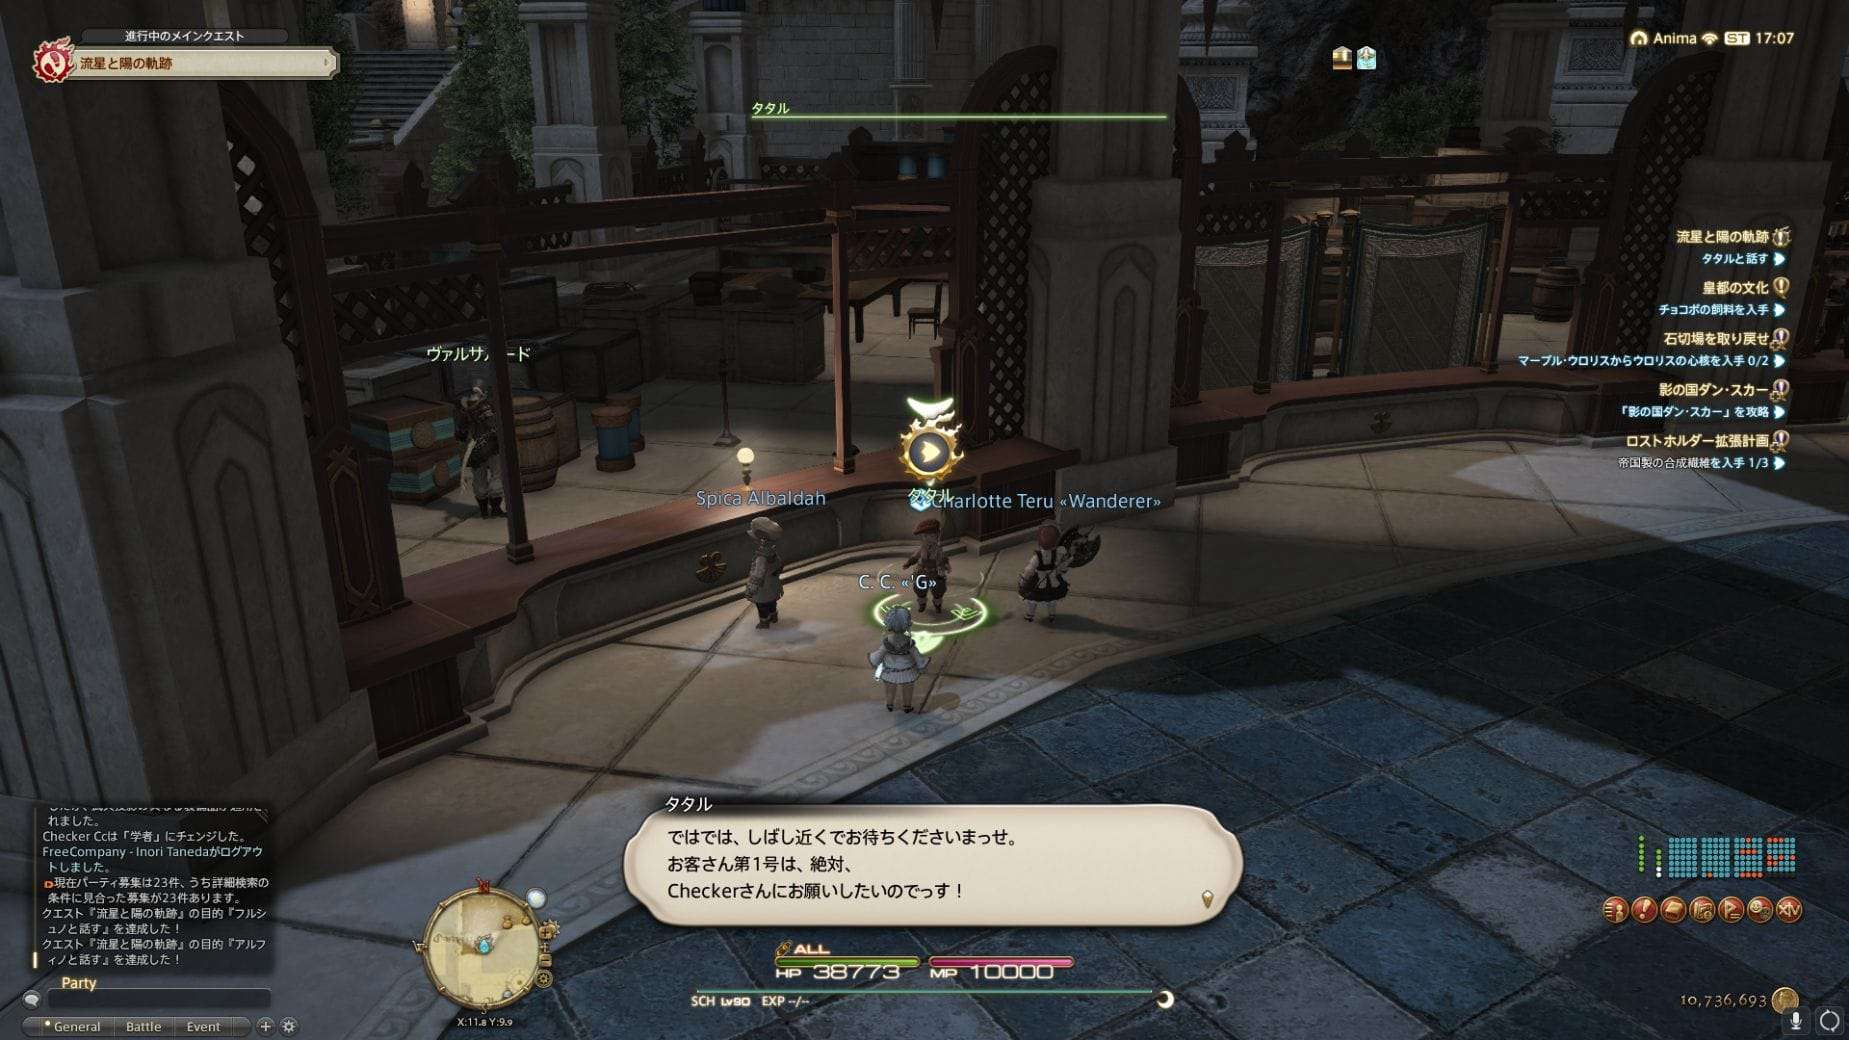 進行中のメインクエスト
流星と陽の軌跡
Anima ST 17:07
タタル
流星と陽の軌跡
タタルと話す
皇都の文化
チョコボの飼料を入手
石切場を取り戻せ
マーブル・ウロリスからウロリスの心核を入手 0/2
影の国ダン・スカー
「影の国ダン・スカー」を攻略
ロストホルダー拡張計画
帝国製の合成繊維を入手 1/3
Spica Albaldah
タタル
Charlotte Teru «Wanderer»
C. C. «'G»
タタル
ではでは、しばし近くでお待ちくださいまっせ。
お客さん第1号は、絶対、
Checkerさんにお願いしたいのでっす！
れました。
Checker Ccは「学者」にチェンジした。
FreeCompany - Inori Tanedaがログアウ
トしました。
現在パーティ募集は23件、うち詳細検索の
条件に見合った募集が23件あります。
クエスト『流星と陽の軌跡』の目的『フルシ
ュノと話す』を達成した！
クエスト『流星と陽の軌跡』の目的『アルフ
ィノと話す』を達成した！
Party
General Battle Event
X:11.8 Y:9.9
ALL
HP 38773 MP 10000
SCH Lv90 EXP --/--
10,736,693